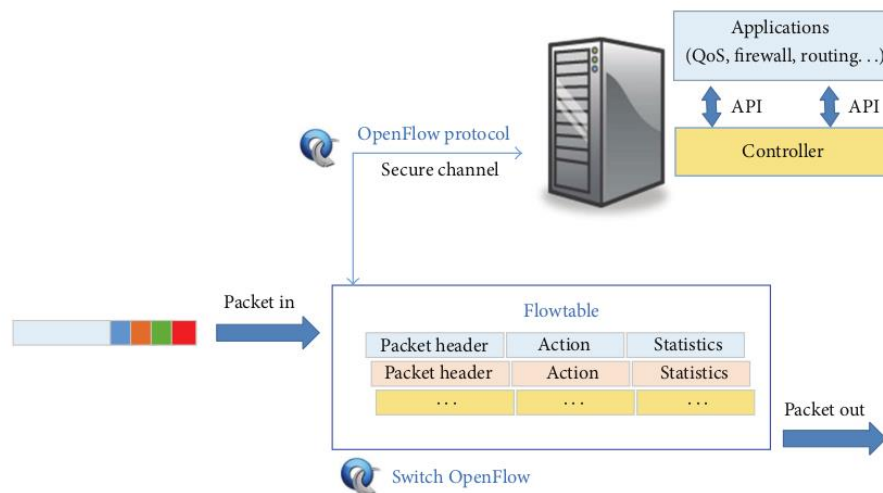 Applications
(QoS, firewall, routing. . .)
API
API
OpenFlow protocol
Secure channel
Controller
Packet in
Flowtable
Packet header
Action
Statistics
Packet header
Action
Statistics
. . .
. . .
. . .
Packet out
Switch OpenFlow